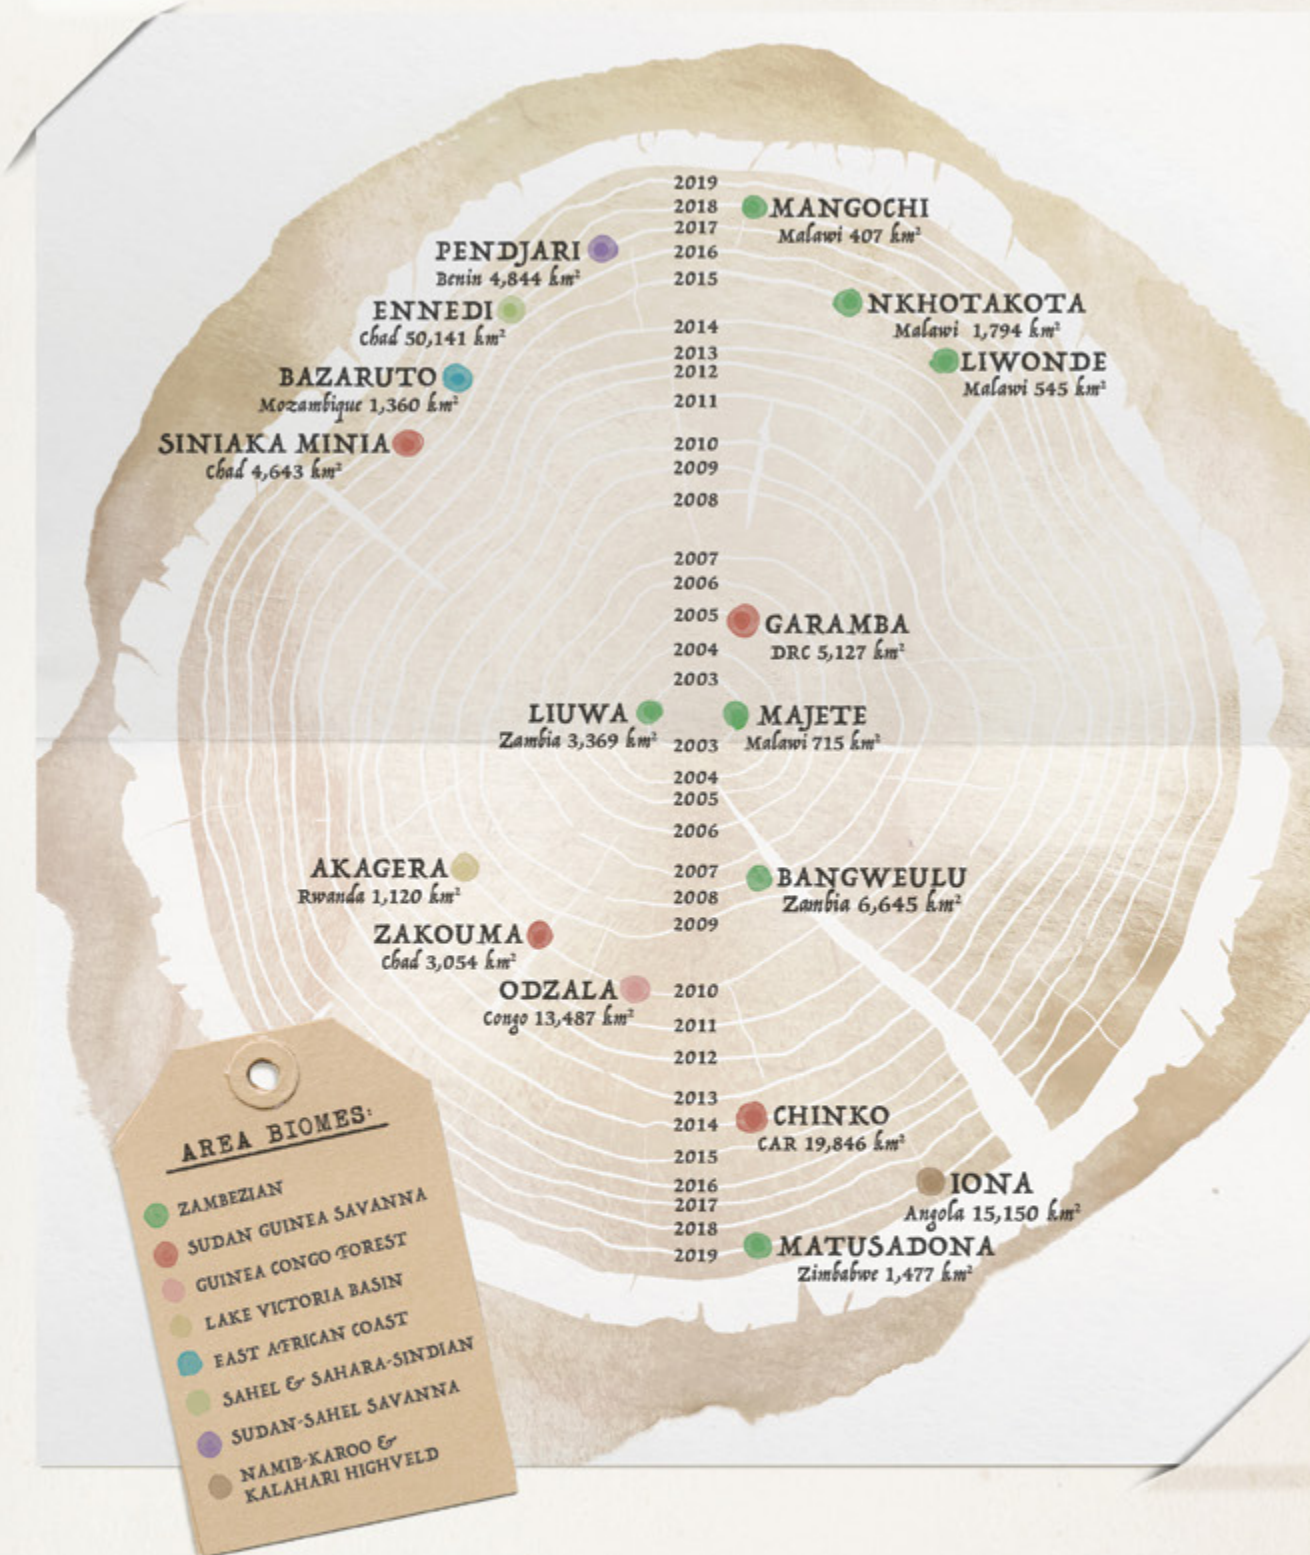 2019
2018
2017
2016
2015
2014
2013
2012
2011
2010
2009
2008
2007
2006
2005
2004
2003
MANGOCHI
Malawi 407 km²
PENDJARI
Benin 4,844 km²
ENNEDI
Chad 50,141 km²
NKHOTAKOTA
Malawi 1,794 km²
LIWONDE
Malawi 545 km²
BAZARUTO
Mozambique 1,360 km²
SINIAKA MINIA
Chad 4,643 km²
GARAMBA
DRC 5,127 km²
LIUWA
Zambia 3,369 km²
MAJETE
Malawi 715 km²
2003
2004
2005
2006
2007
2008
2009
2010
2011
2012
2013
2014
2015
2016
2017
2018
2019
AKAGERA
Rwanda 1,120 km²
BANGWEULU
Zambia 6,645 km²
ZAKOUMA
Chad 3,054 km²
ODZALA
Congo 13,487 km²
CHINKO
CAR 19,846 km²
IONA
Angola 15,150 km²
MATUSADONA
Zimbabwe 1,477 km²
AREA BIOMES:
ZAMBEZIAN
SUDAN GUINEA SAVANNA
GUINEA CONGO FOREST
LAKE VICTORIA BASIN
EAST AFRICAN COAST
SAHEL & SAHARA-SINDIAN
SUDAN-SAHEL SAVANNA
NAMIB-KAROO &
KALAHARI HIGHVELD